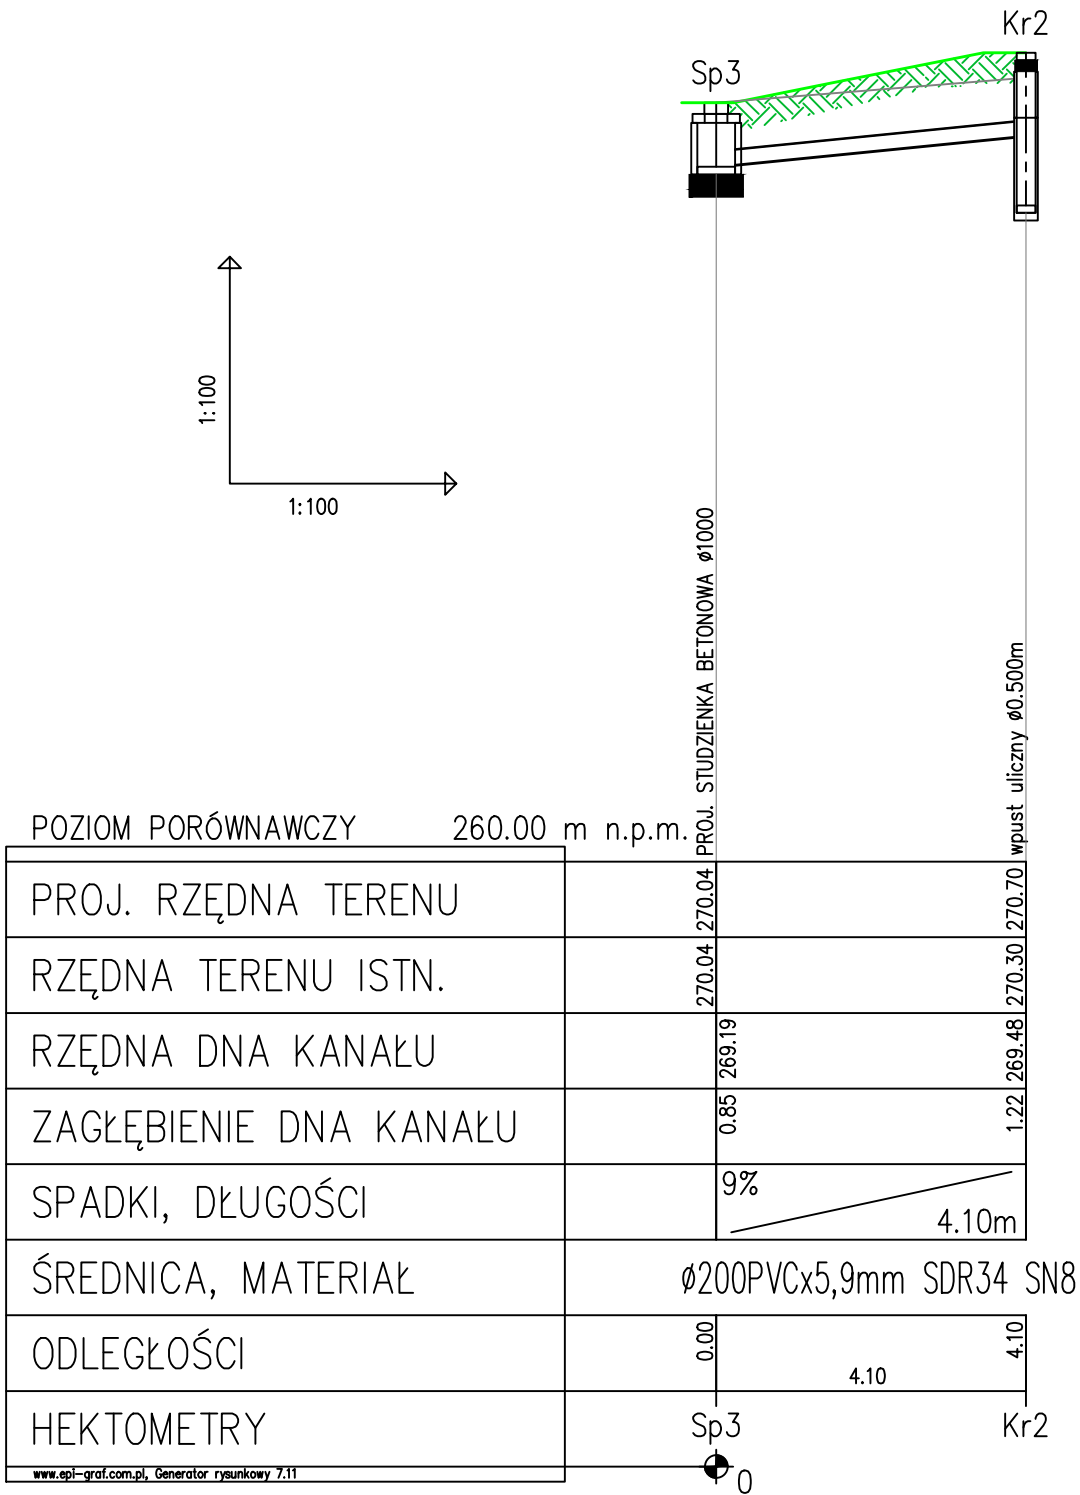 Kr2
Sp3
1:100
1:100
PROJ. STUDZIENKA BETONOWA ø1000
wpust uliczny ø0.500m
POZIOM PORÓWNAWCZY 260.00 m n.p.m.
PROJ. RZĘDNA TERENU 270.04 270.70
RZĘDNA TERENU ISTN. 270.04 270.30
RZĘDNA DNA KANAŁU 269.19 269.48
ZAGŁĘBIENIE DNA KANAŁU 0.85 1.22
SPADKI, DŁUGOŚCI 9% 4.10m
ŚREDNICA, MATERIAŁ ø200PVCx5,9mm SDR34 SN8
ODLEGŁOŚCI 0.00 4.10 4.10
HEKTOMETRY Sp3 Kr2
www.epi-graf.com.pl, Generator rysunkowy 7.11
0